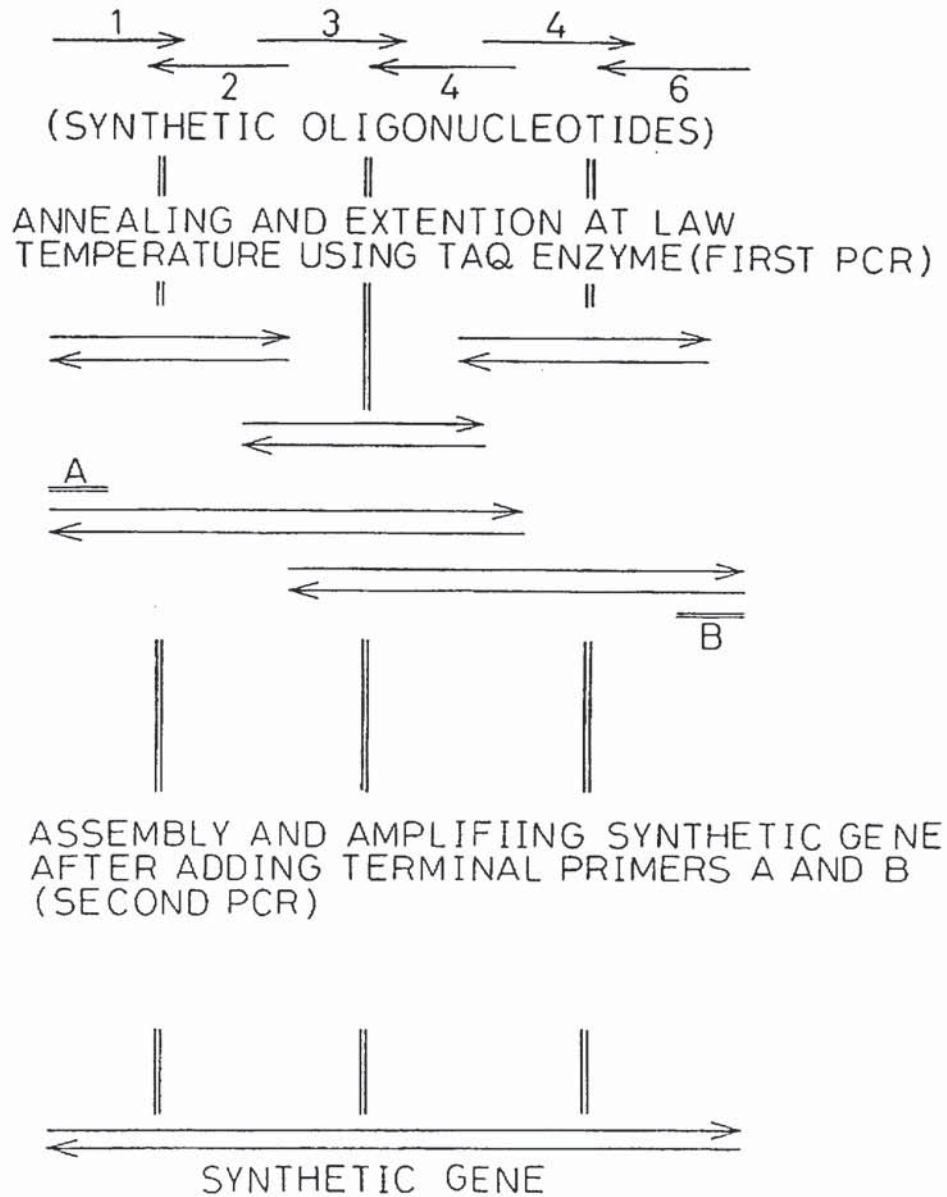 1 3 4
2 4 6
(SYNTHETIC OLIGONUCLEOTIDES)
ANNEALING AND EXTENTION AT LAW
TEMPERATURE USING TAQ ENZYME(FIRST PCR)
A
B
ASSEMBLY AND AMPLIFIING SYNTHETIC GENE
AFTER ADDING TERMINAL PRIMERS A AND B
(SECOND PCR)
SYNTHETIC GENE